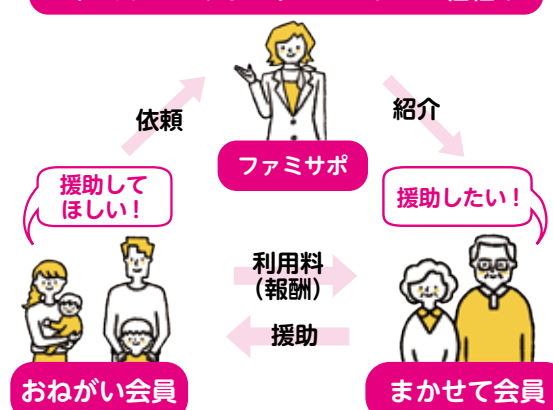 依頼
紹介
ファミサポ
援助して
ほしい！
援助したい！
利用料
（報酬）
援助
おねがい会員
まかせて会員